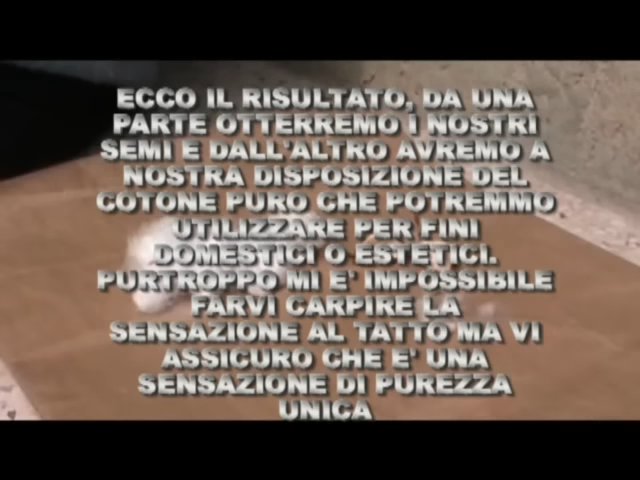 ECCO IL RISULTATO, DA UNA
PARTE OTTERREMO I NOSTRI
SEMI E DALL'ALTRO AVREMO A
NOSTRA DISPOSIZIONE DEL
COTONE PURO CHE POTREMMO
UTILIZZARE PER FINI
DOMESTICI O ESTETICI.
PURTROPPO MI E' IMPOSSIBILE
FARVI CARPIRE LA
SENSAZIONE AL TATTO MA VI
ASSICURO CHE E' UNA
SENSAZIONE DI PUREZZA
UNICA